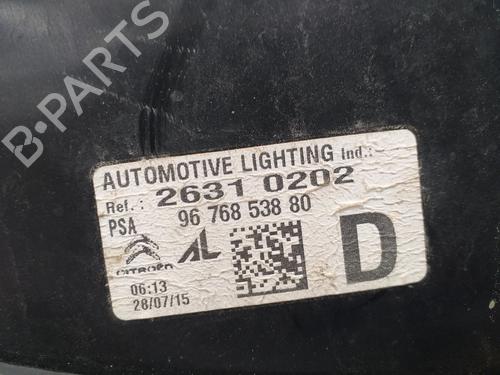 B-PARTS
AUTOMOTIVE LIGHTING Ind.:
Ref.: 2631 0202
PSA 96 768 538 80
CITROËN AL D
06:13
28/07/15